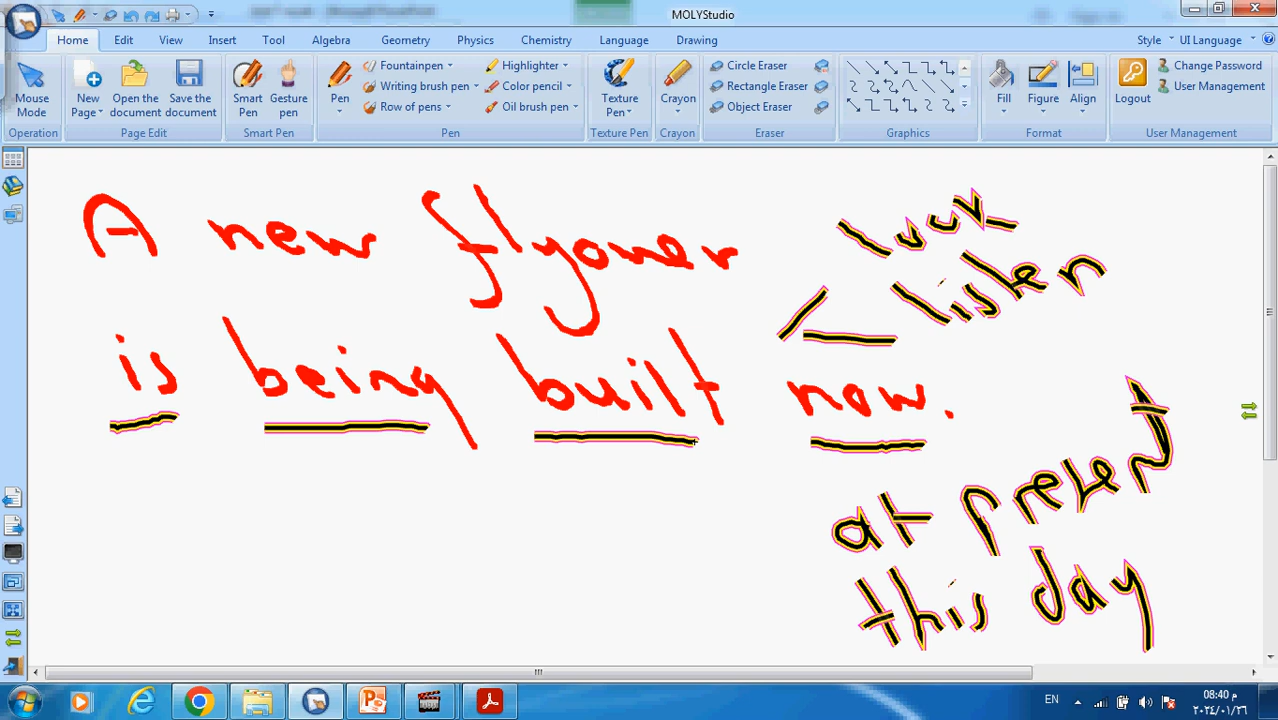 MOLYStudio
Home Edit View Insert Tool Algebra Geometry Physics Chemistry Language Drawing Style UI Language
Mouse Mode
Operation
New Page
Open the document
Save the document
Page Edit
Smart Pen
Gesture pen
Smart Pen
Pen
Fountainpen
Writing brush pen
Row of pens
Highlighter
Color pencil
Oil brush pen
Pen
Texture Pen
Texture Pen
Crayon
Crayon
Circle Eraser
Rectangle Eraser
Object Eraser
Eraser
Graphics
Fill
Figure
Align
Format
Logout
Change Password
User Management
User Management
A new flyover
is being built now.
look
listen
at present
this day
EN
08:40 م
٢٠٢٤/٠١/٢٦